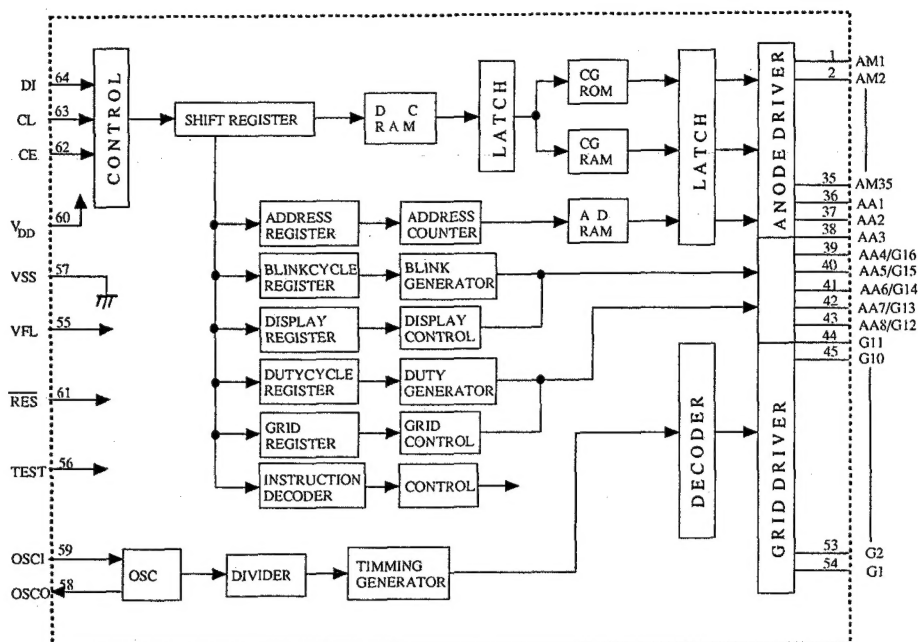 DI
64
CL
63
CE
62
VDD
60
VSS
57
VFL
55
RES
61
TEST
56
OSCI
59
OSCO
58
CONTROL
SHIFT REGISTER
D C
RAM
LATCH
CG
ROM
CG
RAM
LATCH
ANODE DRIVER
ADDRESS
REGISTER
ADDRESS
COUNTER
A D
RAM
BLINKCYCLE
REGISTER
BLINK
GENERATOR
DISPLAY
REGISTER
DISPLAY
CONTROL
DUTYCYCLE
REGISTER
DUTY
GENERATOR
GRID
REGISTER
GRID
CONTROL
INSTRUCTION
DECODER
CONTROL
OSC
DIVIDER
TIMMING
GENERATOR
DECODER
GRID DRIVER
1
AM1
2
AM2
35
AM35
36
AA1
37
AA2
38
AA3
39
AA4/G16
40
AA5/G15
41
AA6/G14
42
AA7/G13
43
AA8/G12
44
G11
45
G10
53
G2
54
G1